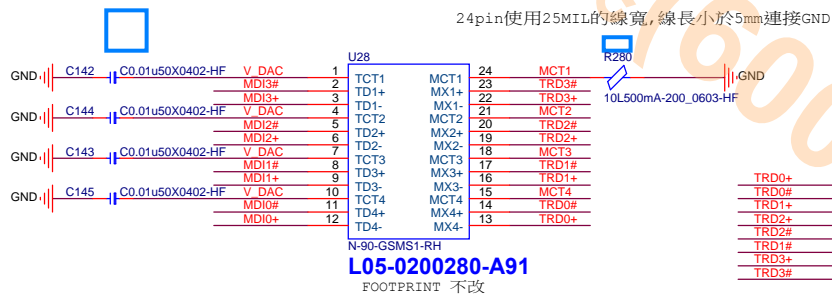 24pin使用25MIL的線寬,線長小於5mm連接GND
U28
R280
GND C142 C0.01u50X0402-HF V_DAC 1 TCT1 MCT1 24 MCT1 GND
MDI3# 2 TD1+ MX1+ 23 TRD3#
MDI3+ 3 TD1- MX1- 22 TRD3+ 10L500mA-200_0603-HF
GND C144 C0.01u50X0402-HF V_DAC 4 TCT2 MCT2 21 MCT2
MDI2# 5 TD2+ MX2+ 20 TRD2#
MDI2+ 6 TD2- MX2- 19 TRD2+
GND C143 C0.01u50X0402-HF V_DAC 7 TCT3 MCT3 18 MCT3
MDI1# 8 TD3+ MX3+ 17 TRD1#
MDI1+ 9 TD3- MX3- 16 TRD1+
GND C145 C0.01u50X0402-HF V_DAC 10 TCT4 MCT4 15 MCT4
MDI0# 11 TD4+ MX4+ 14 TRD0#
MDI0+ 12 TD4- MX4- 13 TRD0+
N-90-GSMS1-RH
L05-0200280-A91
FOOTPRINT 不改
TRD0+
TRD0#
TRD1+
TRD2+
TRD2#
TRD1#
TRD3+
TRD3#